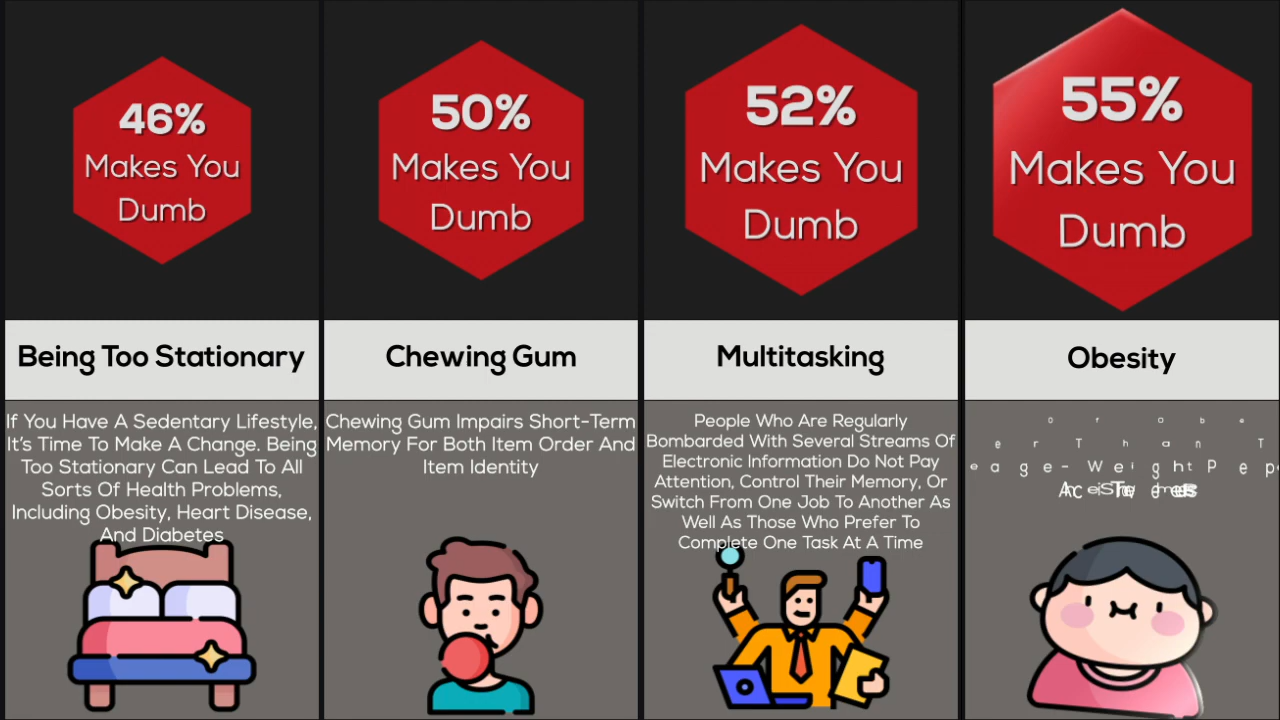 46%
Makes You
Dumb
50%
Makes You
Dumb
52%
Makes You
Dumb
55%
Makes You
Dumb
Being Too Stationary
Chewing Gum
Multitasking
Obesity
If You Have A Sedentary Lifestyle,
It's Time To Make A Change. Being
Too Stationary Can Lead To All
Sorts Of Health Problems,
Including Obesity, Heart Disease,
And Diabetes
Chewing Gum Impairs Short-Term
Memory For Both Item Order And
Item Identity
People Who Are Regularly
Bombarded With Several Streams Of
Electronic Information Do Not Pay
Attention, Control Their Memory, Or
Switch From One Job To Another As
Well As Those Who Prefer To
Complete One Task At A Time